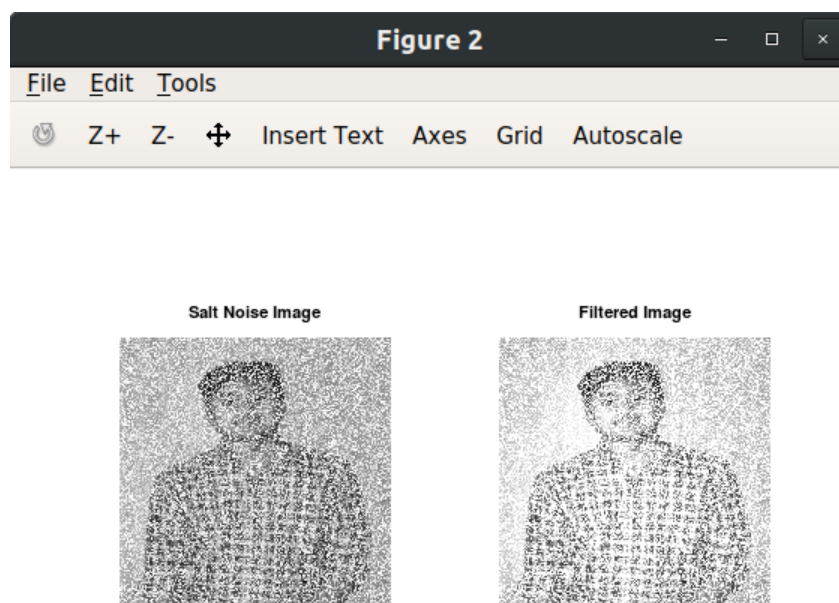 Figure 2
File Edit Tools
Z+ Z- Insert Text Axes Grid Autoscale
Salt Noise Image Filtered Image